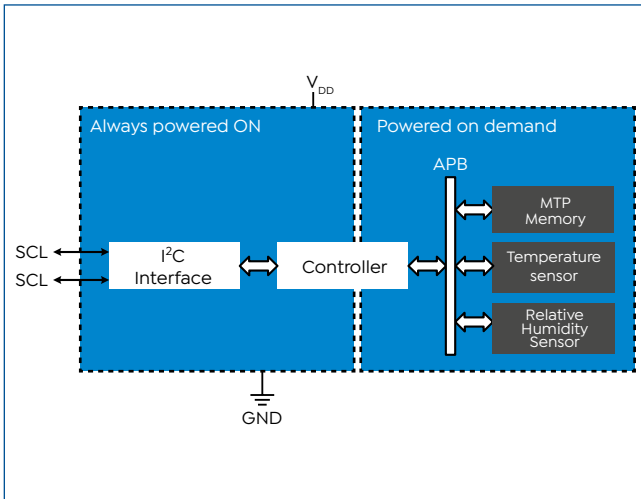 V_DD
Always powered ON
Powered on demand
APB
MTP
Memory
SCL
SCL
I²C
Interface
Controller
Temperature
sensor
Relative
Humidity
Sensor
GND